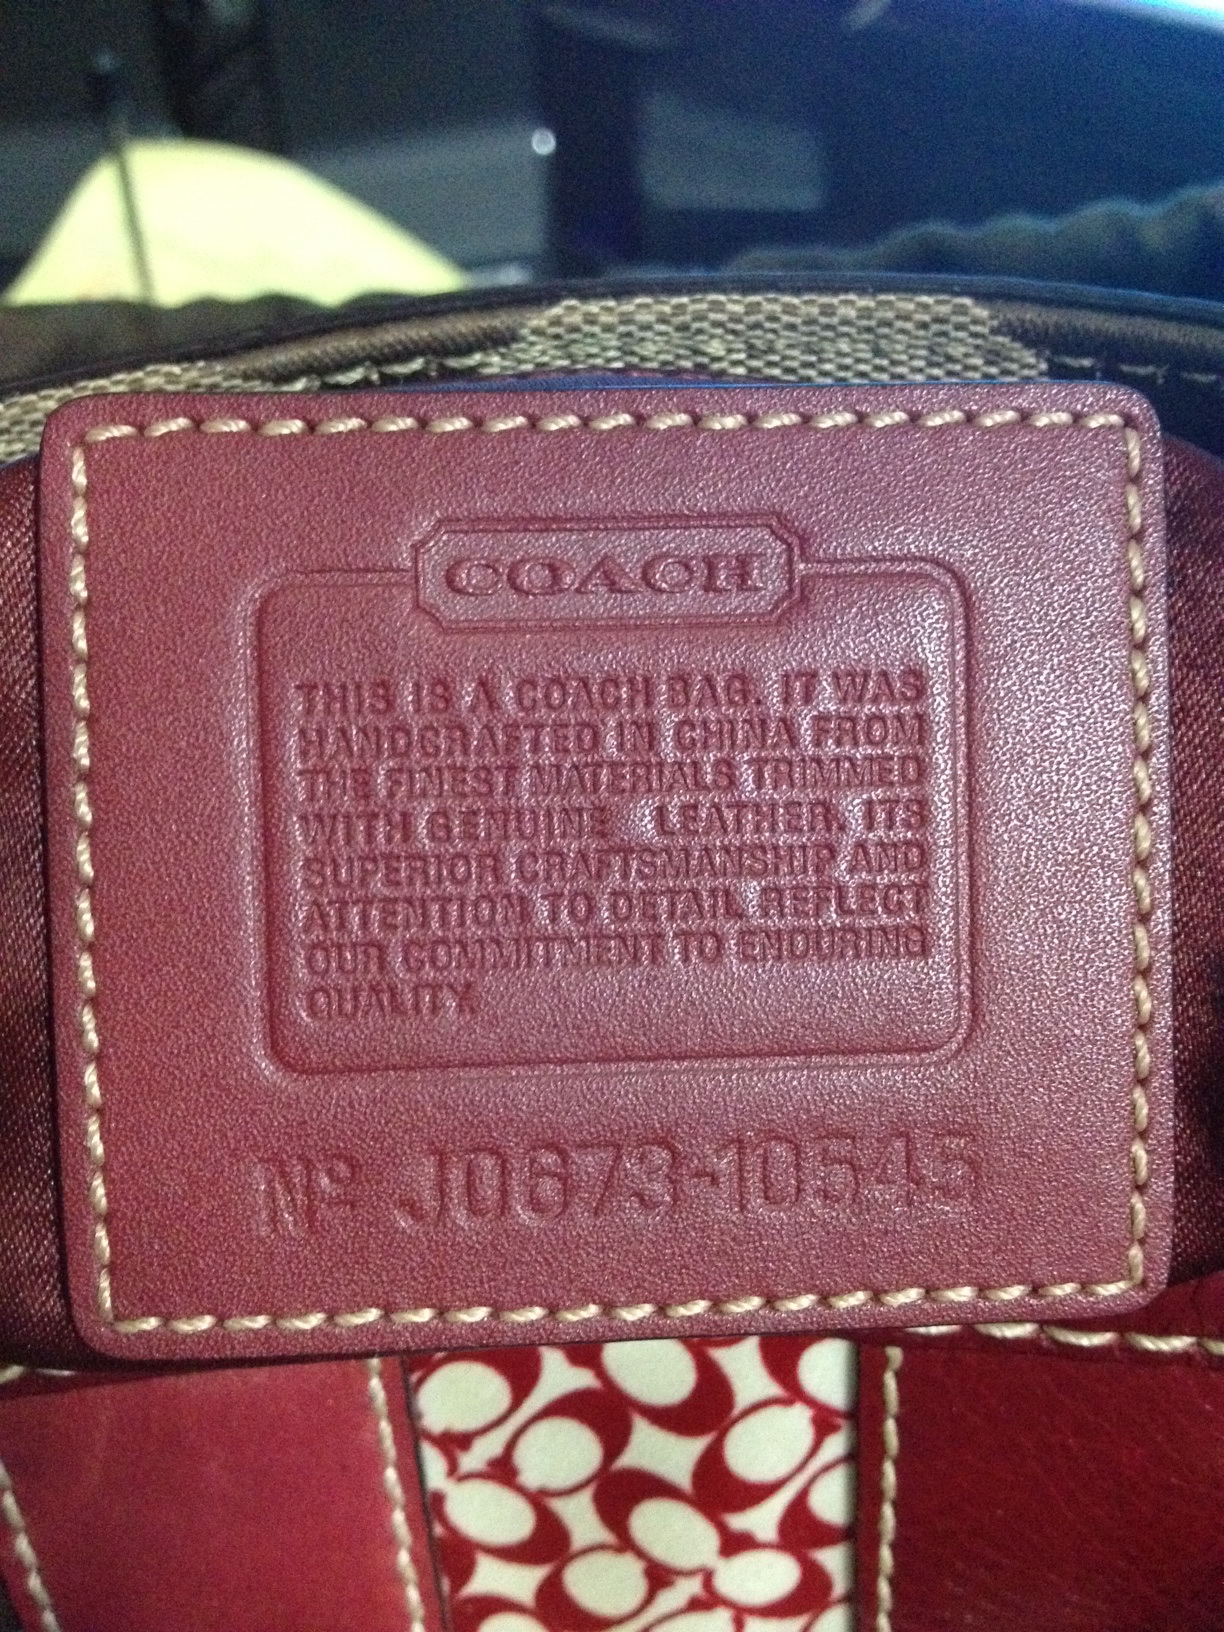 COACH
THIS IS A COACH BAG. IT WAS
HANDCRAFTED IN CHINA FROM
THE FINEST MATERIALS TRIMMED
WITH GENUINE LEATHER. ITS
SUPERIOR CRAFTSMANSHIP AND
ATTENTION TO DETAIL REFLECT
OUR COMMITMENT TO ENDURING
QUALITY.
Nº J0673-10545